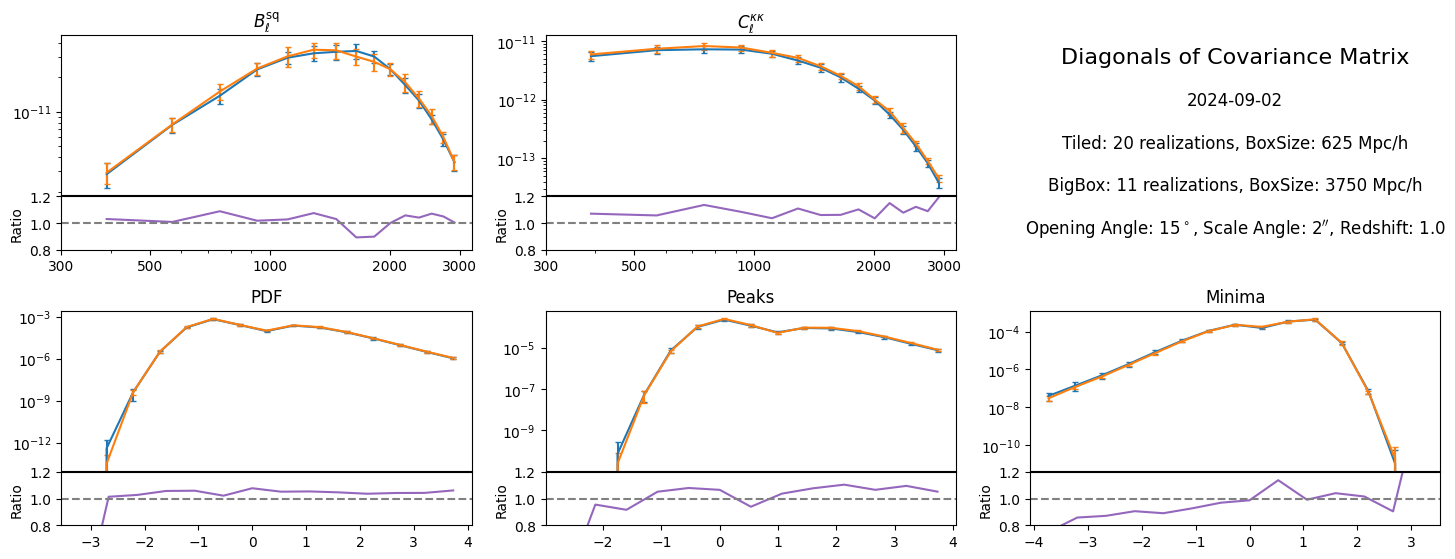 B_ℓ^sq
10^−11
1.2
1.0
0.8
Ratio
300 500 1000 2000 3000
C_ℓ^κκ
10^−11
10^−12
10^−13
1.2
1.0
0.8
Ratio
300 500 1000 2000 3000
Diagonals of Covariance Matrix
2024-09-02
Tiled: 20 realizations, BoxSize: 625 Mpc/h
BigBox: 11 realizations, BoxSize: 3750 Mpc/h
Opening Angle: 15°, Scale Angle: 2″, Redshift: 1.0
PDF
10^−3
10^−6
10^−9
10^−12
1.2
1.0
0.8
Ratio
−3 −2 −1 0 1 2 3 4
Peaks
10^−5
10^−7
10^−9
1.2
1.0
0.8
Ratio
−2 −1 0 1 2 3 4
Minima
10^−4
10^−6
10^−8
10^−10
1.2
1.0
0.8
Ratio
−4 −3 −2 −1 0 1 2 3